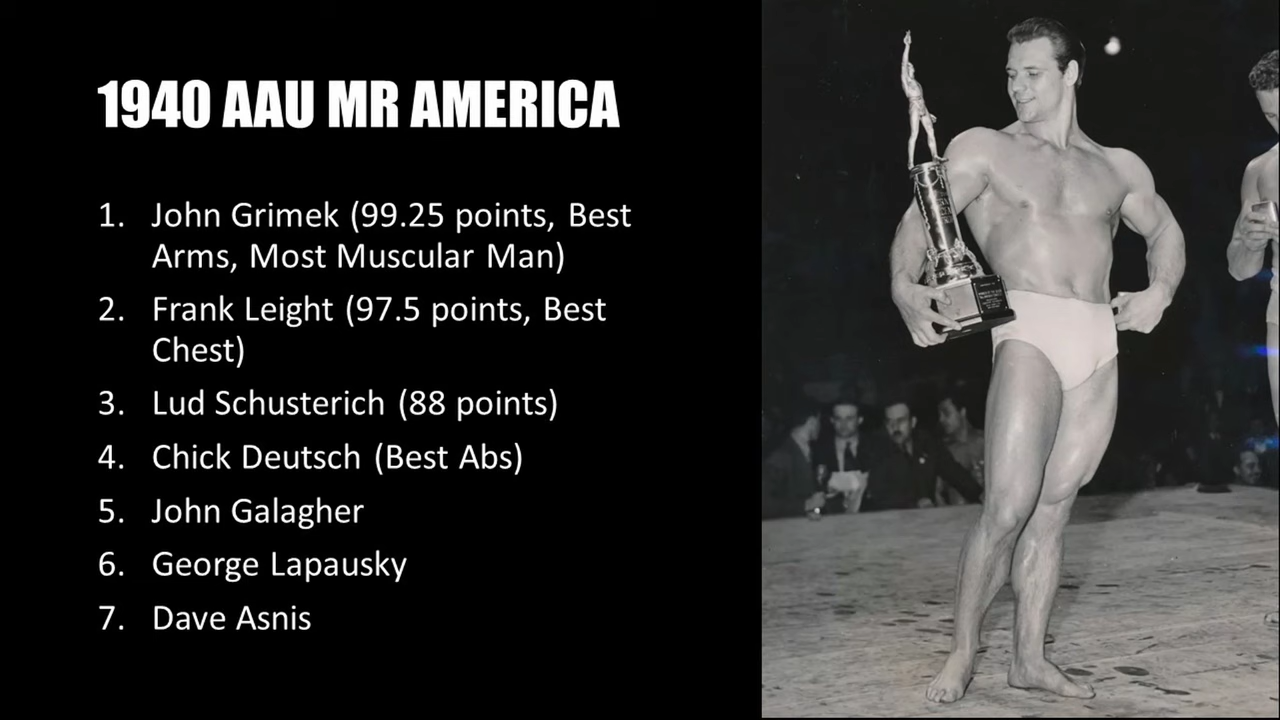 1940 AAU MR AMERICA
1. John Grimek (99.25 points, Best
Arms, Most Muscular Man)
2. Frank Leight (97.5 points, Best
Chest)
3. Lud Schusterich (88 points)
4. Chick Deutsch (Best Abs)
5. John Galagher
6. George Lapausky
7. Dave Asnis